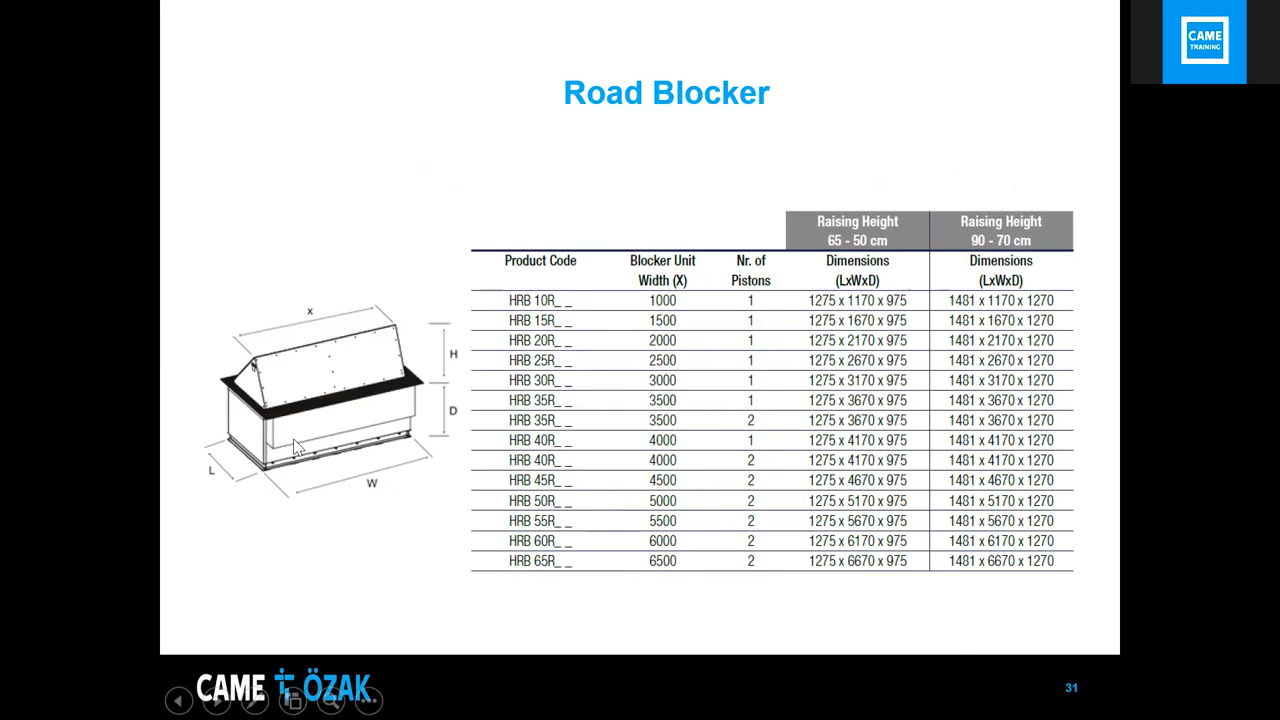 CAME
TRAINING
Road Blocker
Raising Height Raising Height
65 - 50 cm 90 - 70 cm
Product Code Blocker Unit Nr. of Dimensions Dimensions
Width (X) Pistons (LxWxD) (LxWxD)
HRB 10R_ _ 1000 1 1275 x 1170 x 975 1481 x 1170 x 1270
HRB 15R_ _ 1500 1 1275 x 1670 x 975 1481 x 1670 x 1270
HRB 20R_ _ 2000 1 1275 x 2170 x 975 1481 x 2170 x 1270
HRB 25R_ _ 2500 1 1275 x 2670 x 975 1481 x 2670 x 1270
HRB 30R_ _ 3000 1 1275 x 3170 x 975 1481 x 3170 x 1270
HRB 35R_ _ 3500 1 1275 x 3670 x 975 1481 x 3670 x 1270
HRB 35R_ _ 3500 2 1275 x 3670 x 975 1481 x 3670 x 1270
HRB 40R_ _ 4000 1 1275 x 4170 x 975 1481 x 4170 x 1270
HRB 40R_ _ 4000 2 1275 x 4170 x 975 1481 x 4170 x 1270
HRB 45R_ _ 4500 2 1275 x 4670 x 975 1481 x 4670 x 1270
HRB 50R_ _ 5000 2 1275 x 5170 x 975 1481 x 5170 x 1270
HRB 55R_ _ 5500 2 1275 x 5670 x 975 1481 x 5670 x 1270
HRB 60R_ _ 6000 2 1275 x 6170 x 975 1481 x 6170 x 1270
HRB 65R_ _ 6500 2 1275 x 6670 x 975 1481 x 6670 x 1270
X
H
D
L
W
CAME ÖZAK
31